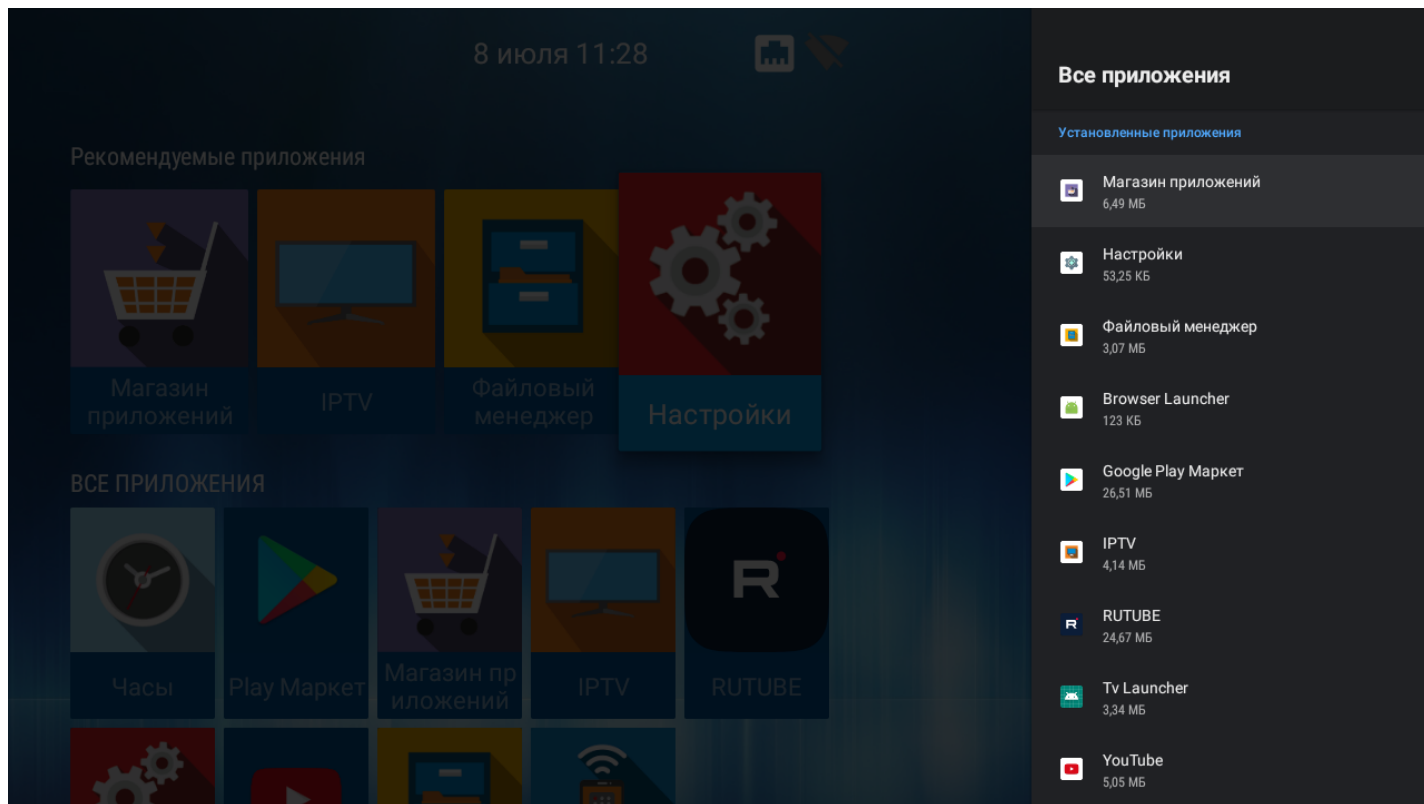 8 июля 11:28
Рекомендуемые приложения
Магазин
приложений
IPTV
Файловый
менеджер
Настройки
ВСЕ ПРИЛОЖЕНИЯ
Часы
Play Маркет
Магазин пр
иложений
IPTV
R
RUTUBE
Все приложения
Установленные приложения
Магазин приложений
6,49 МБ
Настройки
53,25 КБ
Файловый менеджер
3,07 МБ
Browser Launcher
123 КБ
Google Play Маркет
26,51 МБ
IPTV
4,14 МБ
R
RUTUBE
24,67 МБ
Tv Launcher
3,34 МБ
YouTube
5,05 МБ